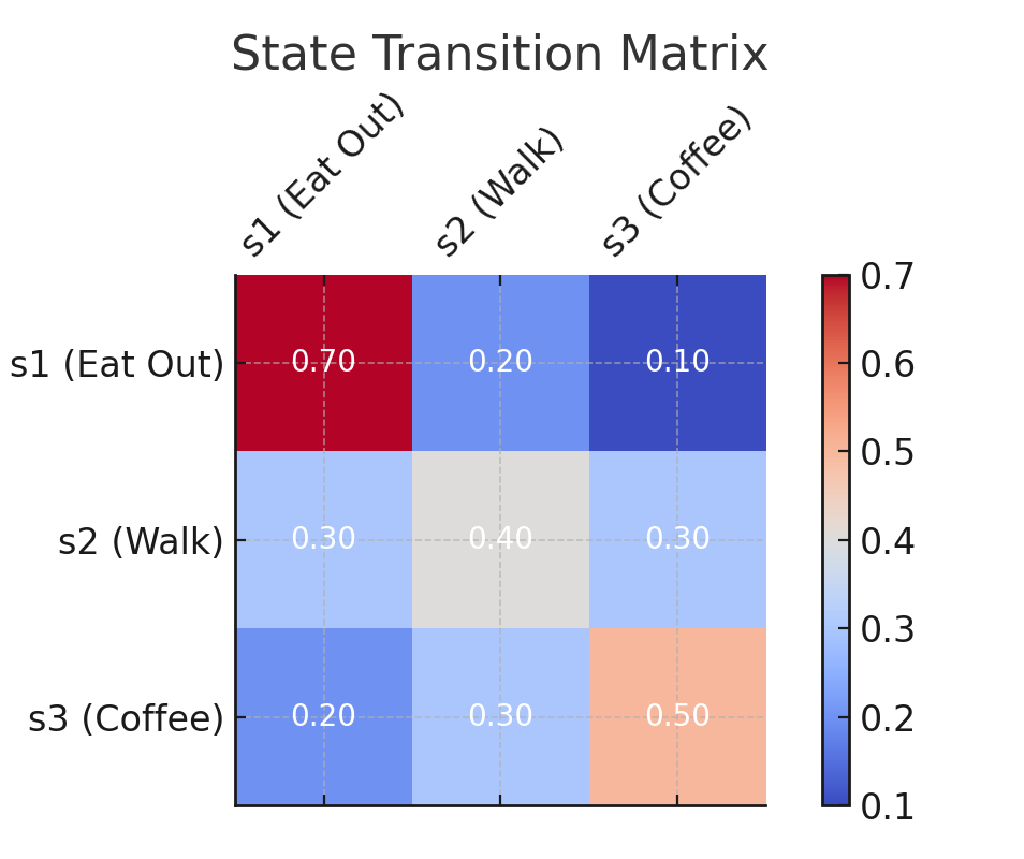 State Transition Matrix
s1 (Eat Out)
s2 (Walk)
s3 (Coffee)
s1 (Eat Out)
0.70
0.20
0.10
s2 (Walk)
0.30
0.40
0.30
s3 (Coffee)
0.20
0.30
0.50
0.7
0.6
0.5
0.4
0.3
0.2
0.1